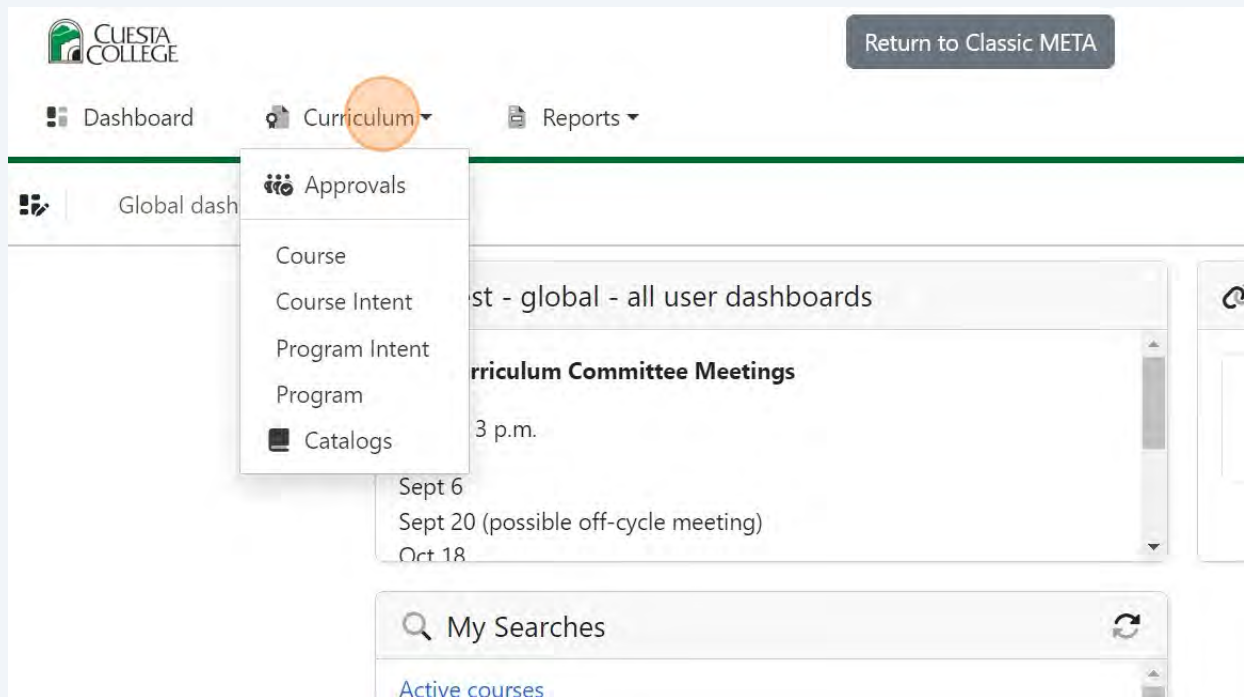 CUESTA
COLLEGE
Return to Classic META
Dashboard
Curriculum
Reports
Approvals
Global dash
Course
Course Intent
Program Intent
Program
Catalogs
st - global - all user dashboards
rriculum Committee Meetings
3 p.m.
Sept 6
Sept 20 (possible off-cycle meeting)
Oct 18
My Searches
Active courses